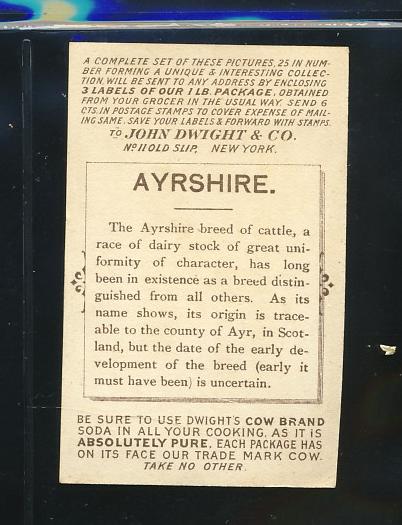 A COMPLETE SET OF THESE PICTURES, 25 IN NUM-
BER FORMING A UNIQUE & INTERESTING COLLEC-
TION, WILL BE SENT TO ANY ADDRESS BY ENCLOSING
3 LABELS OF OUR 1 LB. PACKAGE, OBTAINED
FROM YOUR GROCER IN THE USUAL WAY. SEND 6
CTS. IN POSTAGE STAMPS TO COVER EXPENSE OF MAIL-
ING SAME. SAVE YOUR LABELS & FORWARD WITH STAMPS.
TO JOHN DWIGHT & CO.
No 11 OLD SLIP, NEW YORK.
AYRSHIRE.
The Ayrshire breed of cattle, a
race of dairy stock of great uni-
formity of character, has long
been in existence as a breed distin-
guished from all others. As its
name shows, its origin is trace-
able to the county of Ayr, in Scot-
land, but the date of the early de-
velopment of the breed (early it
must have been) is uncertain.
BE SURE TO USE DWIGHT'S COW BRAND
SODA IN ALL YOUR COOKING, AS IT IS
ABSOLUTELY PURE. EACH PACKAGE HAS
ON ITS FACE OUR TRADE MARK COW.
TAKE NO OTHER.